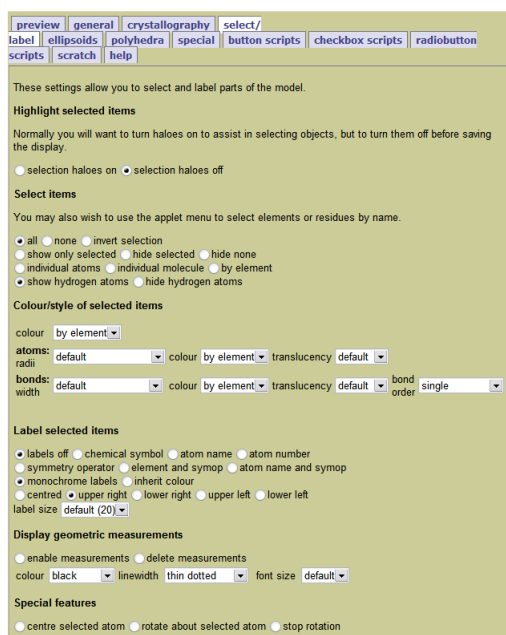 preview general crystallography select/
label ellipsoids polyhedra special button scripts checkbox scripts radiobutton
scripts scratch help
These settings allow you to select and label parts of the model.
Highlight selected items
Normally you will want to turn haloes on to assist in selecting objects, but to turn them off before saving
the display.
selection haloes on selection haloes off
Select items
You may also wish to use the applet menu to select elements or residues by name.
all none invert selection
show only selected hide selected hide none
individual atoms individual molecule by element
show hydrogen atoms hide hydrogen atoms
Colour/style of selected items
colour by element
atoms: radii default colour by element translucency default
bonds: width default colour by element translucency default bond order single
Label selected items
labels off chemical symbol atom name atom number
symmetry operator element and symop atom name and symop
monochrome labels inherit colour
centred upper right lower right upper left lower left
label size default (20)
Display geometric measurements
enable measurements delete measurements
colour black linewidth thin dotted font size default
Special features
centre selected atom rotate about selected atom stop rotation